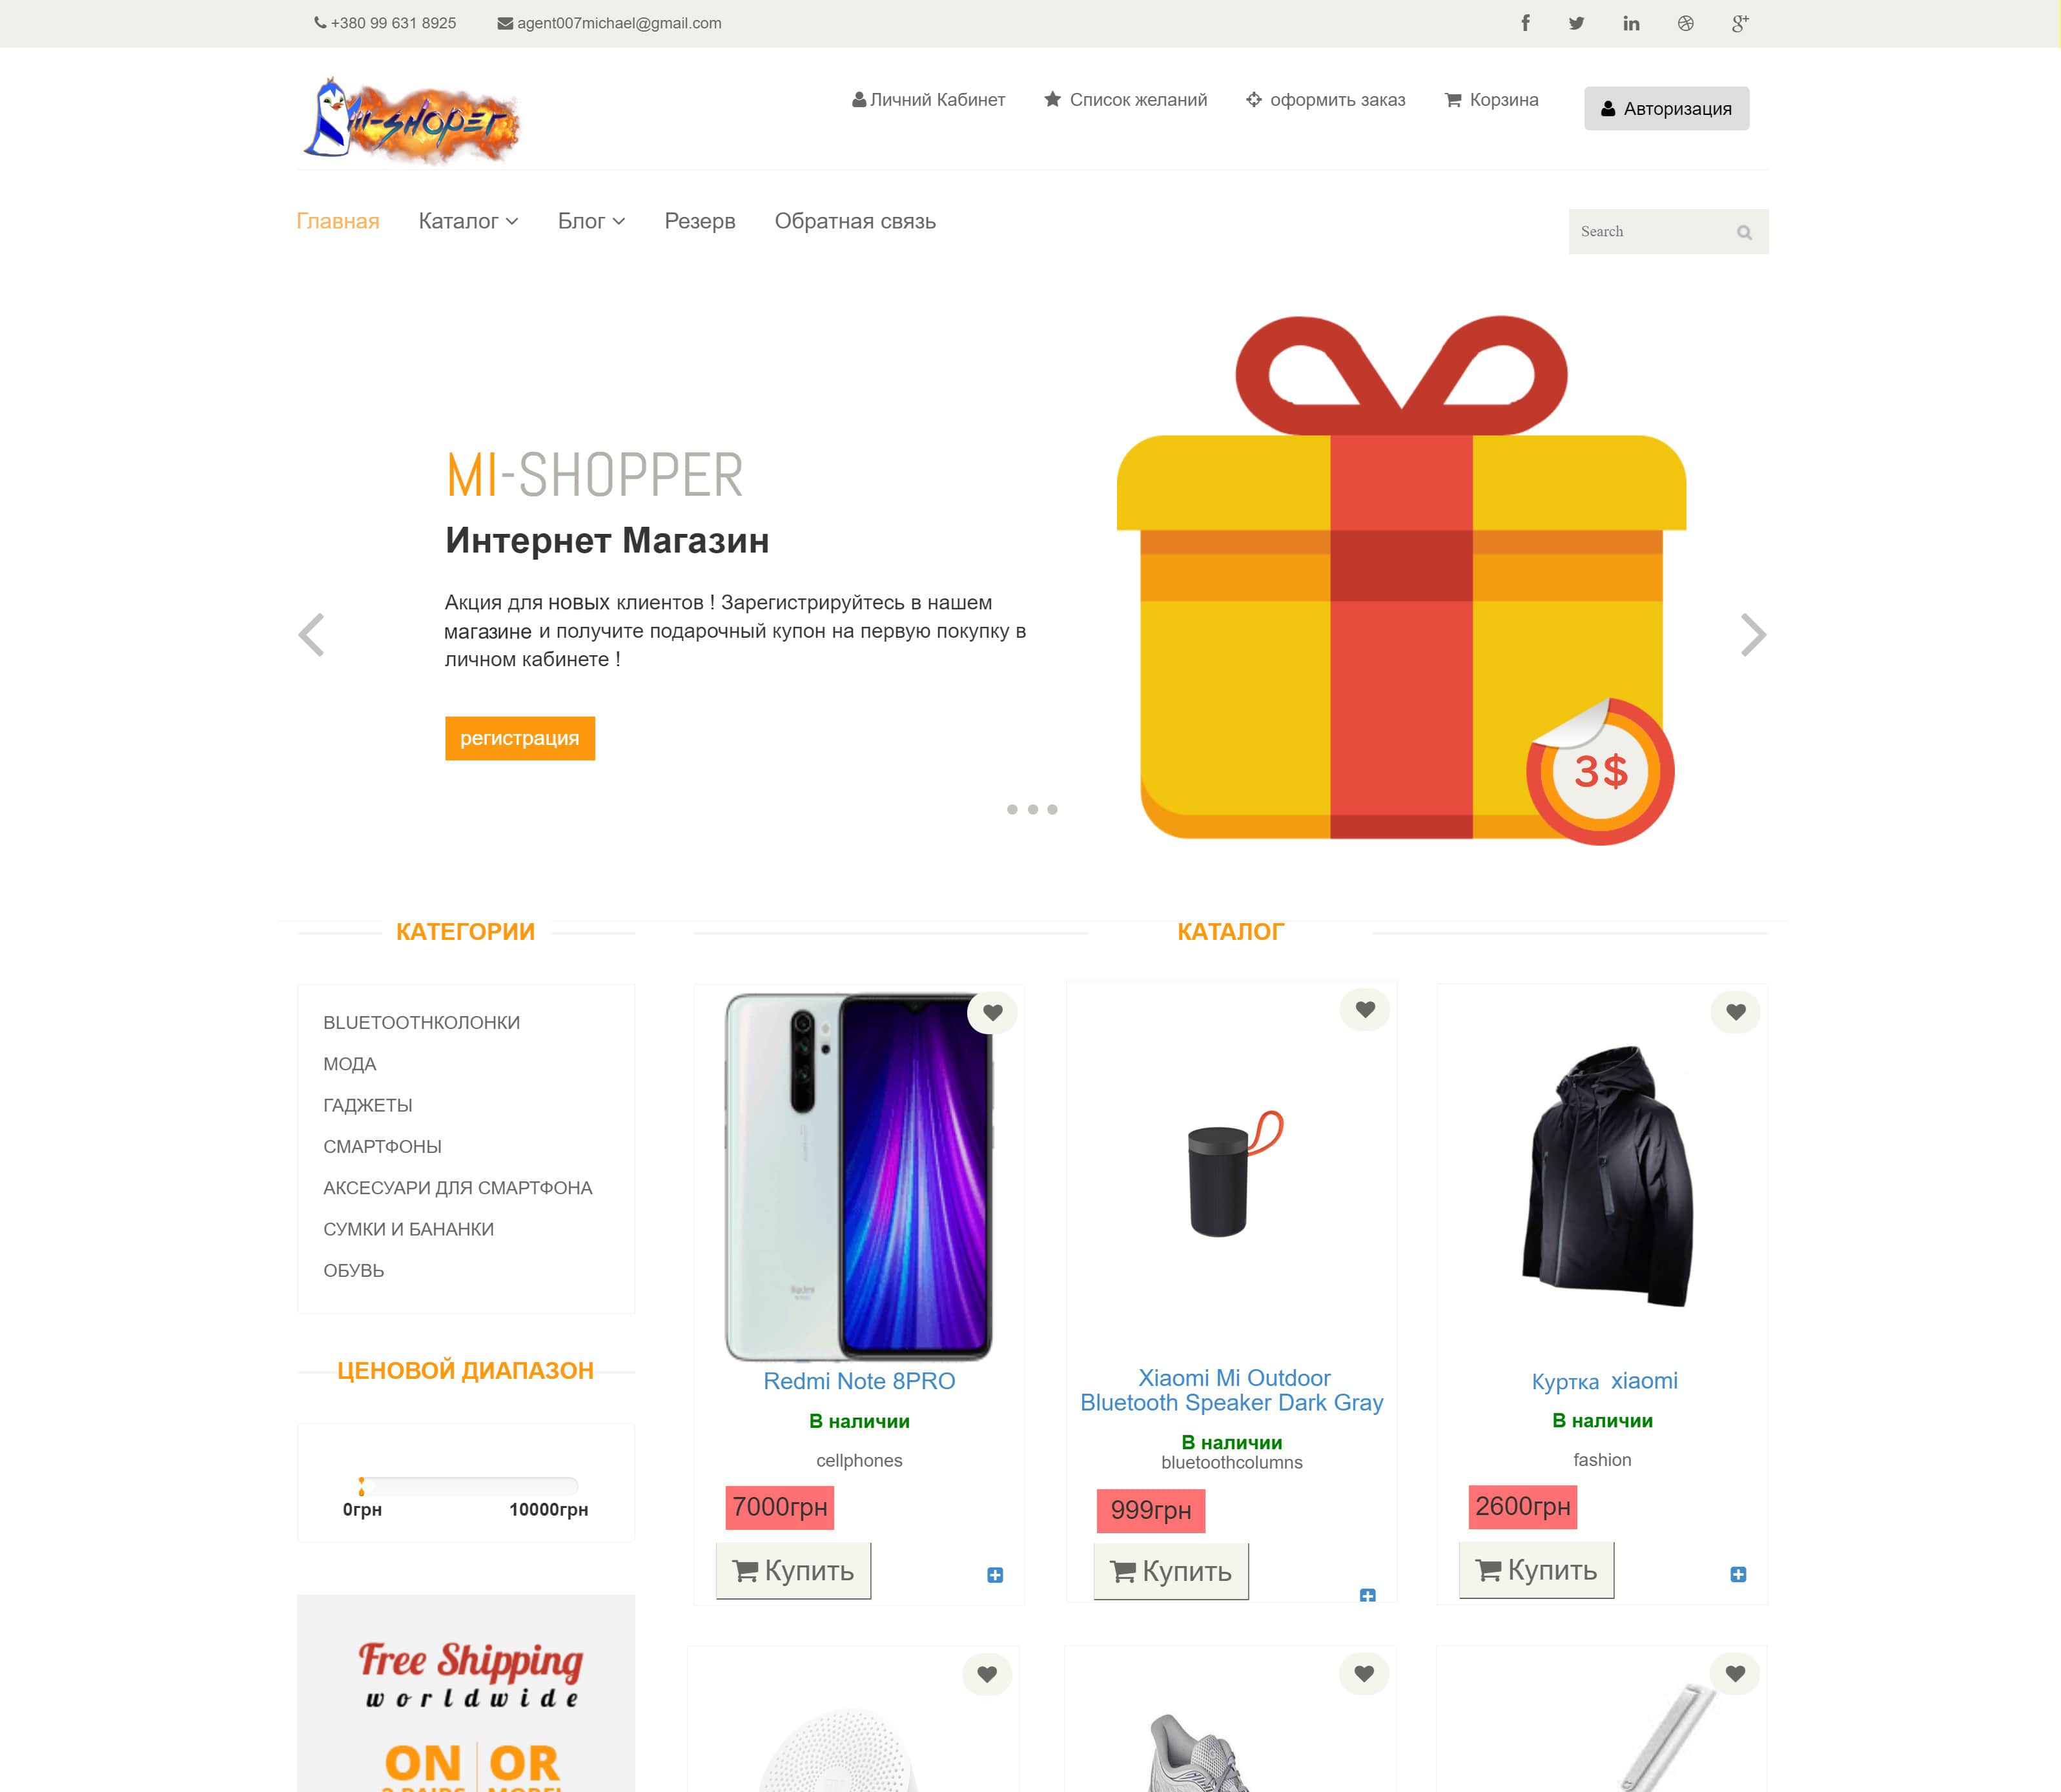 +380 99 631 8925 agent007michael@gmail.com
mi-shoper
Личний Кабинет Список желаний оформить заказ Корзина Авторизация
Главная Каталог Блог Резерв Обратная связь
Search
MI-SHOPPER
Интернет Магазин
Акция для новых клиентов ! Зарегистрируйтесь в нашем
магазине и получите подарочный купон на первую покупку в
личном кабинете !
регистрация
3$
КАТЕГОРИИ
BLUETOOTHКОЛОНКИ
МОДА
ГАДЖЕТЫ
СМАРТФОНЫ
АКСЕСУАРИ ДЛЯ СМАРТФОНА
СУМКИ И БАНАНКИ
ОБУВЬ
ЦЕНОВОЙ ДИАПАЗОН
0грн 10000грн
Free Shipping
worldwide
ON OR
2 PAIRS MORE!
КАТАЛОГ
Redmi Note 8PRO
В наличии
cellphones
7000грн
Купить
Xiaomi Mi Outdoor
Bluetooth Speaker Dark Gray
В наличии
bluetoothcolumns
999грн
Купить
Куртка xiaomi
В наличии
fashion
2600грн
Купить